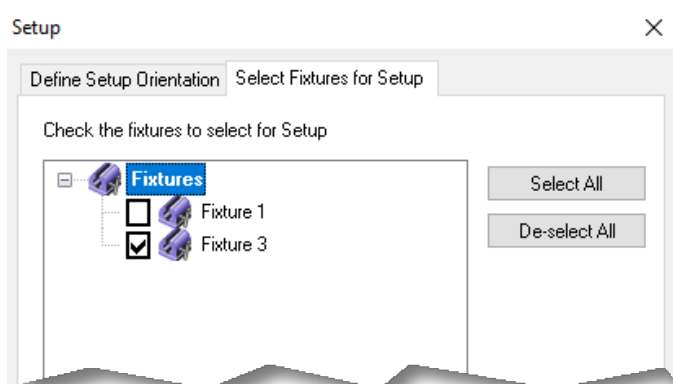 Setup
Define Setup Orientation Select Fixtures for Setup
Check the fixtures to select for Setup
Fixtures
Select All
Fixture 1
De-select All
Fixture 3